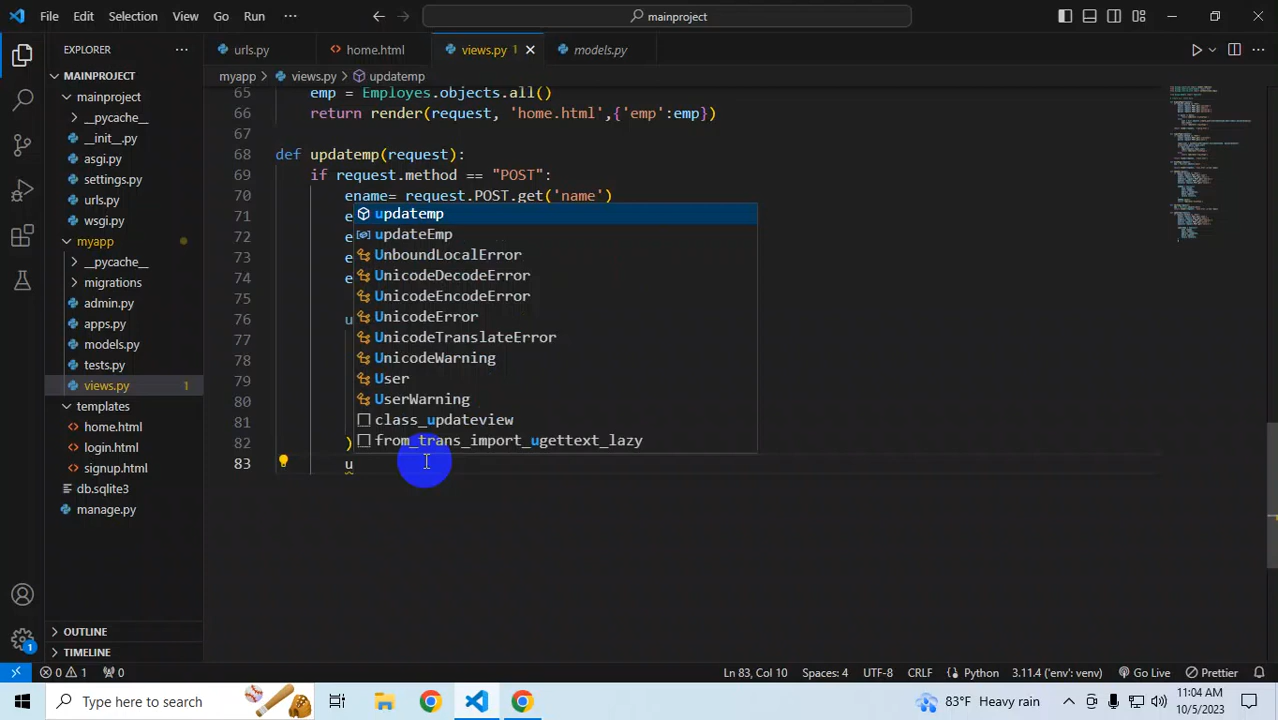 File Edit Selection View Go Run ... mainproject
EXPLORER ... urls.py home.html views.py 1 models.py
MAINPROJECT
myapp > views.py > updatemp
mainproject
__pycache__
__init__.py
asgi.py
settings.py
urls.py
wsgi.py
myapp
__pycache__
migrations
admin.py
apps.py
models.py
tests.py
views.py 1
templates
home.html
login.html
signup.html
db.sqlite3
manage.py
OUTLINE
TIMELINE
65 emp = Employes.objects.all()
66 return render(request, 'home.html',{'emp':emp})
67
68 def updatemp(request):
69 if request.method == "POST":
70 ename= request.POST.get('name')
71 e
72 e
73 e
74 e
75
76 u
77
78
79
80
81
82 )
83 u
updatemp
updateEmp
UnboundLocalError
UnicodeDecodeError
UnicodeEncodeError
UnicodeError
UnicodeTranslateError
UnicodeWarning
User
UserWarning
class_updateview
from_trans_import_ugettext_lazy
0 1 0 Ln 83, Col 10 Spaces: 4 UTF-8 CRLF Python 3.11.4 ('env': venv) Go Live Prettier
1
Type here to search
83°F Heavy rain
11:04 AM
10/5/2023